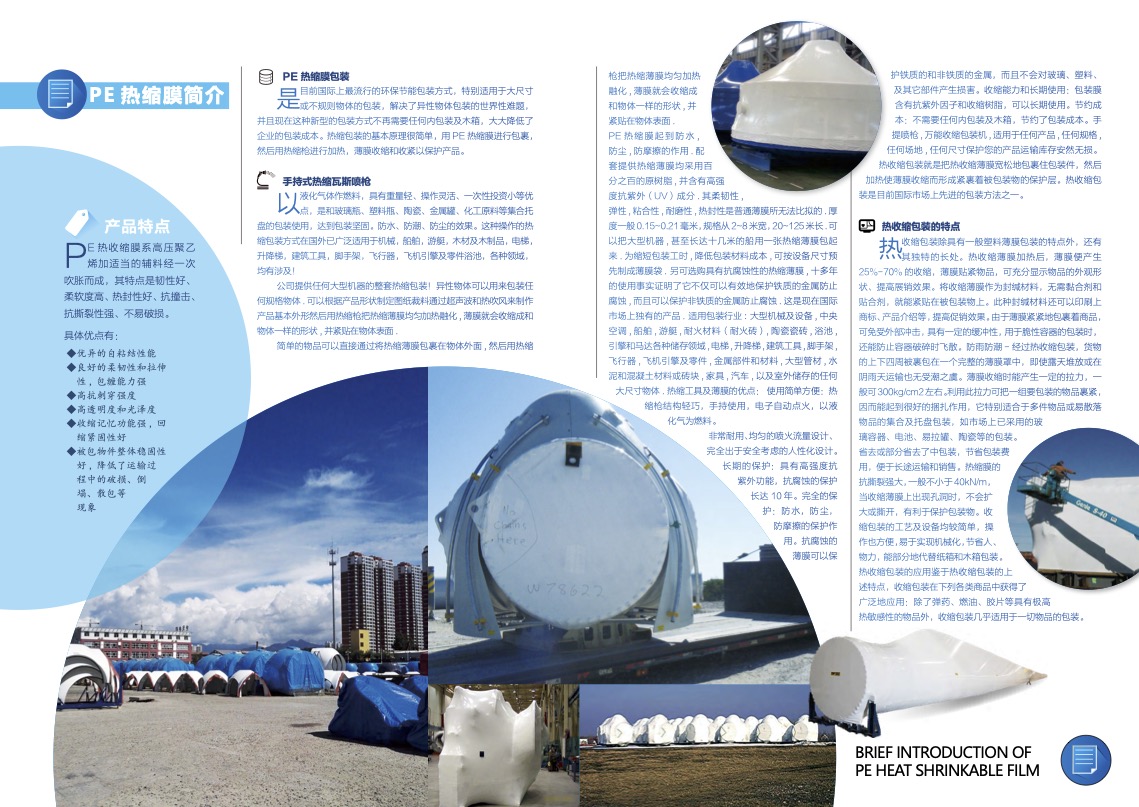 PE 热缩膜简介
产品特点
PE 热收缩膜系高压聚乙
烯加适当的辅料经一次
吹胀而成，其特点是韧性好、
柔软度高、热封性好、抗撞击、
抗撕裂性强、不易破损。
具体优点有：
◆优异的自粘结性能
◆良好的柔韧性和拉伸
性，包缠能力强
◆高抗刺穿强度
◆高透明度和光泽度
◆收缩记忆功能强，回
缩紧固性好
◆被包物件整体稳固性
好，降低了运输过
程中的破损、倒
塌、散包等
现象
PE 热缩膜包装
是目前国际上最流行的环保节能包装方式，特别适用于大尺寸
或不规则物体的包装，解决了异性物体包装的世界性难题，
并且现在这种新型的包装方式不再需要任何内包装及木箱，大大降低了
企业的包装成本。热缩包装的基本原理很简单，用 PE 热缩膜进行包裹，
然后用热缩枪进行加热，薄膜收缩和收紧以保护产品。
手持式热缩瓦斯喷枪
以液化气体作燃料，具有重量轻、操作灵活、一次性投资小等优
点，是和玻璃瓶、塑料瓶、陶瓷、金属罐、化工原料等集合托
盘的包装使用，达到包装坚固。防水、防潮、防尘的效果。这种操作的热
缩包装方式在国外已广泛适用于机械，船舶，游艇，木材及木制品，电梯，
升降梯，建筑工具，脚手架，飞行器，飞机引擎及零件浴池，各种领域，
均有涉及！
公司提供任何大型机器的整套热缩包装！异性物体可以用来包装任
何规格物体．可以根据产品形状制定图纸裁料通过超声波和热吹风来制作
产品基本外形然后用热缩枪把热缩薄膜均匀加热融化，薄膜就会收缩成和
物体一样的形状，并紧贴在物体表面．
简单的物品可以直接通过将热缩薄膜包裹在物体外面，然后用热缩
枪把热缩薄膜均匀加热
融化，薄膜就会收缩成
和物体一样的形状，并
紧贴在物体表面．
PE 热缩膜起到防水，
防尘，防摩擦的作用．配
套提供热缩薄膜均采用百
分之百的原树脂，并含有高强
度抗紫外（UV）成分．其柔韧性，
弹性，粘合性，耐磨性，热封性是普通薄膜所无法比拟的．厚
度一般 0.15~0.21 毫米，规格从 2~8 米宽，20~125 米长．可
以把大型机器，甚至长达十几米的船用一张热缩薄膜包起
来．为缩短包装工时，降低包装材料成本，可按设备尺寸预
先制成薄膜袋．另可选购具有抗腐蚀性的热缩薄膜，十多年
的使用事实证明了它不仅可以有效地保护铁质的金属防止
腐蚀，而且可以保护非铁质的金属防止腐蚀．这是现在国际
市场上独有的产品．适用包装行业：大型机械及设备，中央
空调，船舶，游艇，耐火材料（耐火砖），陶瓷瓷砖，浴池，
引擎和马达各种储存领域，电梯，升降梯，建筑工具，脚手架，
飞行器，飞机引擎及零件，金属部件和材料，大型管材，水
泥和混凝土材料或砖块，家具，汽车，以及室外储存的任何
大尺寸物体．热缩工具及薄膜的优点： 使用简单方便：热
缩枪结构轻巧，手持使用，电子自动点火，以液
化气为燃料。
非常耐用、均匀的喷火流量设计、
完全出于安全考虑的人性化设计。
长期的保护：具有高强度抗
紫外功能，抗腐蚀的保护
长达 10 年。完全的保
护：防水，防尘，
防摩擦的保护作
用。抗腐蚀的
薄膜可以保
护铁质的和非铁质的金属，而且不会对玻璃、塑料、
及其它部件产生损害。收缩能力和长期使用：包装膜
含有抗紫外因子和收缩树脂，可以长期使用。节约成
本：不需要任何内包装及木箱，节约了包装成本。手
提喷枪，万能收缩包装机，适用于任何产品，任何规格，
任何场地，任何尺寸保护您的产品运输库存安然无损。
热收缩包装就是把热收缩薄膜宽松地包裹住包装件，然后
加热使薄膜收缩而形成紧裹着被包装物的保护层。热收缩包
装是目前国际市场上先进的包装方法之一。
热收缩包装的特点
热收缩包装除具有一般塑料薄膜包装的特点外，还有
其独特的长处。热收缩薄膜加热后，薄膜便产生
25%-70% 的收缩，薄膜贴紧物品，可充分显示物品的外观形
状、提高展销效果。将收缩薄膜作为封缄材料，无需黏合剂和
贴合剂，就能紧贴在被包装物上。此种封缄材料还可以印刷上
商标、产品介绍等，提高促销效果。由于薄膜紧紧地包裹着商品，
可免受外部冲击，具有一定的缓冲性，用于脆性容器的包装时，
还能防止容器破碎时飞散。防雨防潮－经过热收缩包装，货物
的上下四周被裹包在一个完整的薄膜罩中，即使露天堆放或在
阴雨天运输也无受潮之虞。薄膜收缩时能产生一定的拉力，一
般可 300kg/cm2 左右。利用此拉力可把一组要包装的物品裹紧，
因而能起到很好的捆扎作用，它特别适合于多件物品或易散落
物品的集合及托盘包装，如市场上已采用的玻
璃容器、电池、易拉罐、陶瓷等的包装。
省去或部分省去了中包装，节省包装费
用，便于长途运输和销售。热缩膜的
抗撕裂强大，一般不小于 40kN/m，
当收缩薄膜上出现孔洞时，不会扩
大或撕开，有利于保护包装物。收
缩包装的工艺及设备均较简单，操
作也方便，易于实现机械化，节省人、
物力，能部分地代替纸箱和木箱包装。
热收缩包装的应用鉴于热收缩包装的上
述特点，收缩包装在下列各类商品中获得了
广泛地应用：除了弹药、燃油、胶片等具有极高
热敏感性的物品外，收缩包装几乎适用于一切物品的包装。
No
Chains
Here
WT8522
Genie S-40
BRIEF INTRODUCTION OF
PE HEAT SHRINKABLE FILM